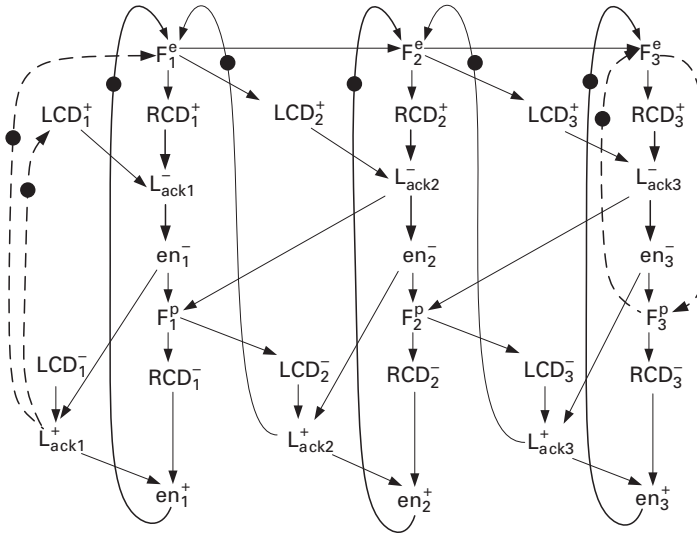 F₁ᵉ F₂ᵉ F₃ᵉ
LCD₁⁺ RCD₁⁺ LCD₂⁺ RCD₂⁺ LCD₃⁺ RCD₃⁺
L⁻ack1 L⁻ack2 L⁻ack3
en₁⁻ en₂⁻ en₃⁻
F₁ᵖ F₂ᵖ F₃ᵖ
LCD₁⁻ RCD₁⁻ LCD₂⁻ RCD₂⁻ LCD₃⁻ RCD₃⁻
L⁺ack1 L⁺ack2 L⁺ack3
en₁⁺ en₂⁺ en₃⁺